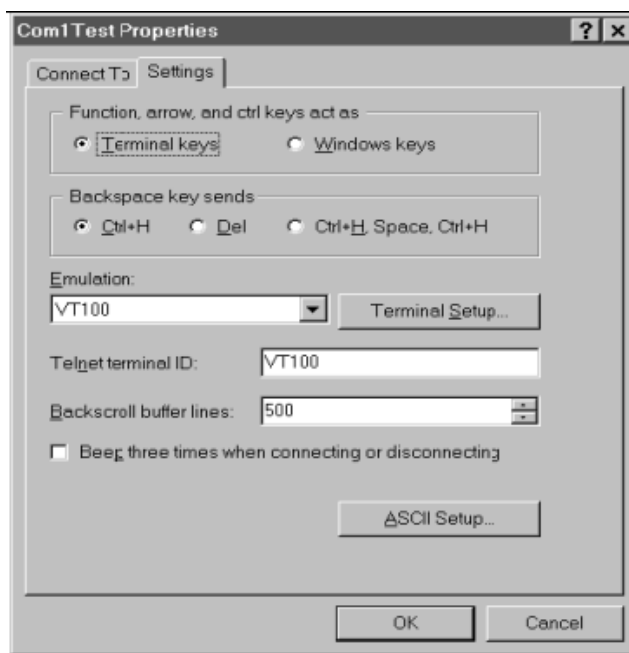 Com1Test Properties
Connect To Settings
Function, arrow, and ctrl keys act as
Terminal keys Windows keys
Backspace key sends
Ctrl+H Del Ctrl+H, Space, Ctrl+H
Emulation:
VT100 Terminal Setup...
Telnet terminal ID: VT100
Backscroll buffer lines: 500
Beep three times when connecting or disconnecting
ASCII Setup...
OK Cancel